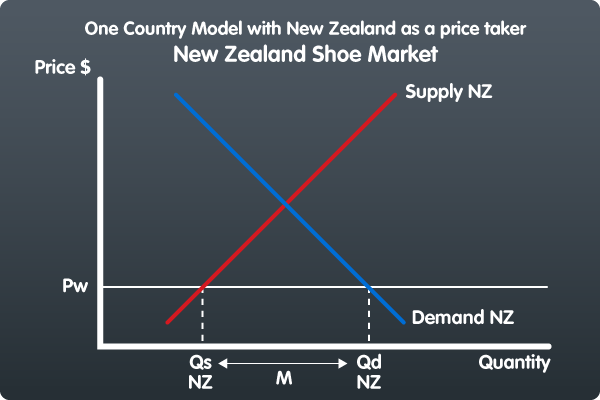 One Country Model with New Zealand as a price taker
New Zealand Shoe Market
Price $
Supply NZ
Pw
Demand NZ
Qs
NZ
M
Qd
NZ
Quantity